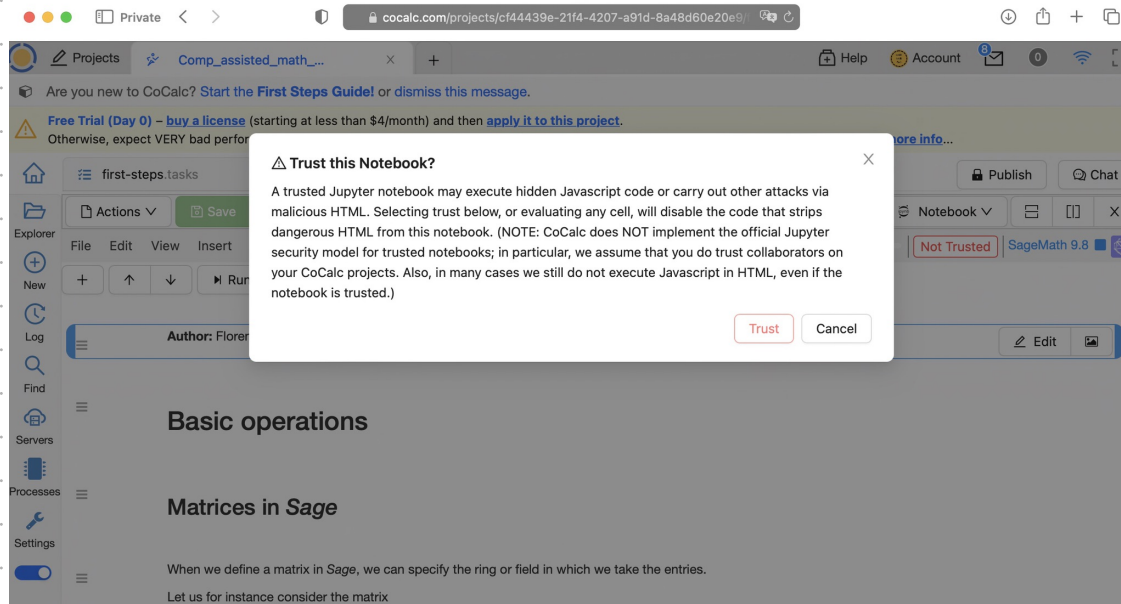 Private
cocalc.com/projects/cf44439e-21f4-4207-a91d-8a48d60e20e9/
Projects
Comp_assisted_math_...
Help
Account
8
0
Are you new to CoCalc? Start the First Steps Guide! or dismiss this message.
Free Trial (Day 0) – buy a license (starting at less than $4/month) and then apply it to this project.
Otherwise, expect VERY bad perfor
ore info...
first-steps.tasks
Publish
Chat
Explorer
Actions
Save
Notebook
File Edit View Insert
Not Trusted
SageMath 9.8
New
Run
Log
Find
Servers
Processes
Settings
⚠ Trust this Notebook?
A trusted Jupyter notebook may execute hidden Javascript code or carry out other attacks via
malicious HTML. Selecting trust below, or evaluating any cell, will disable the code that strips
dangerous HTML from this notebook. (NOTE: CoCalc does NOT implement the official Jupyter
security model for trusted notebooks; in particular, we assume that you do trust collaborators on
your CoCalc projects. Also, in many cases we still do not execute Javascript in HTML, even if the
notebook is trusted.)
Trust
Cancel
Author: Floren
Edit
Basic operations
Matrices in Sage
When we define a matrix in Sage, we can specify the ring or field in which we take the entries.
Let us for instance consider the matrix